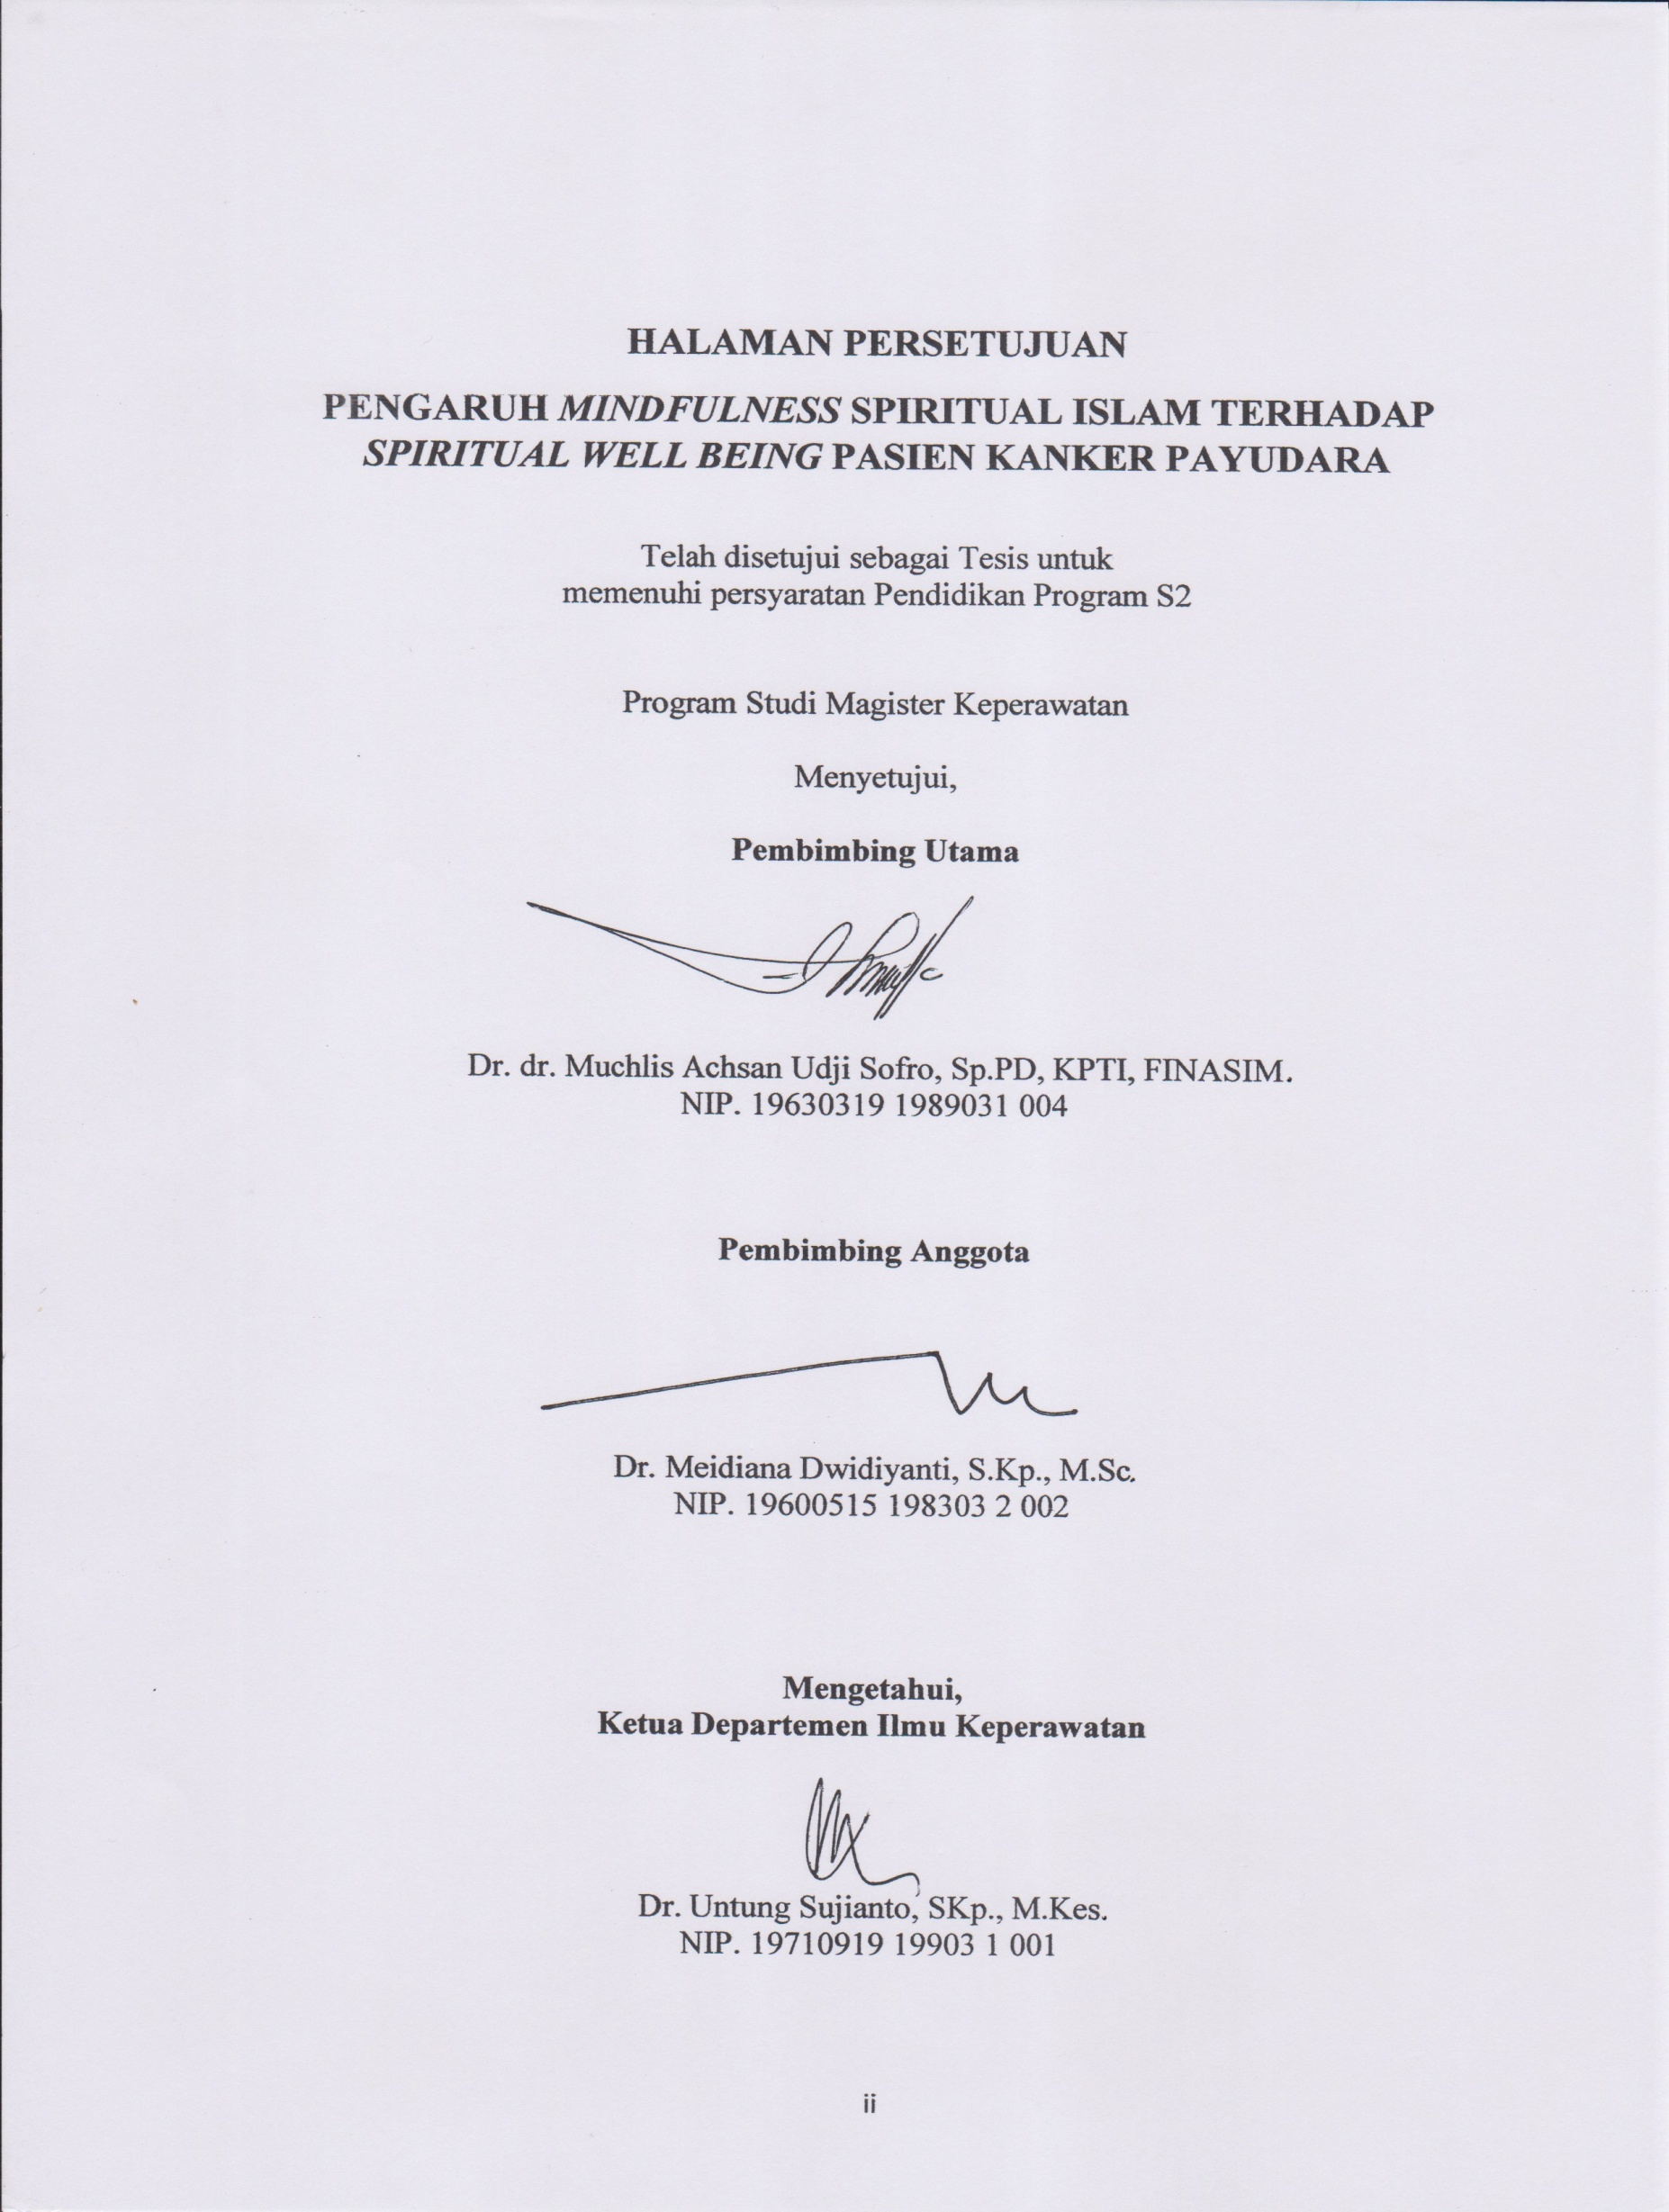 HALAMAN PERSETUJUAN
PENGARUH MINDFULNESS SPIRITUAL ISLAM TERHADAP
SPIRITUAL WELL BEING PASIEN KANKER PAYUDARA
Telah disetujui sebagai Tesis untuk
memenuhi persyaratan Pendidikan Program S2
Program Studi Magister Keperawatan
Menyetujui,
Pembimbing Utama
Dr. dr. Muchlis Achsan Udji Sofro, Sp.PD, KPTI, FINASIM.
NIP. 19630319 1989031 004
Pembimbing Anggota
Dr. Meidiana Dwidiyanti, S.Kp., M.Sc.
NIP. 19600515 198303 2 002
Mengetahui,
Ketua Departemen Ilmu Keperawatan
Dr. Untung Sujianto, SKp., M.Kes.
NIP. 19710919 19903 1 001
ii